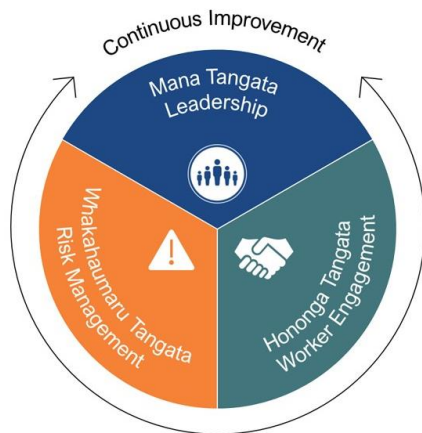 Continuous Improvement
Mana Tangata
Leadership
Whakahaumaru Tangata
Risk Management
Hononga Tangata
Worker Engagement